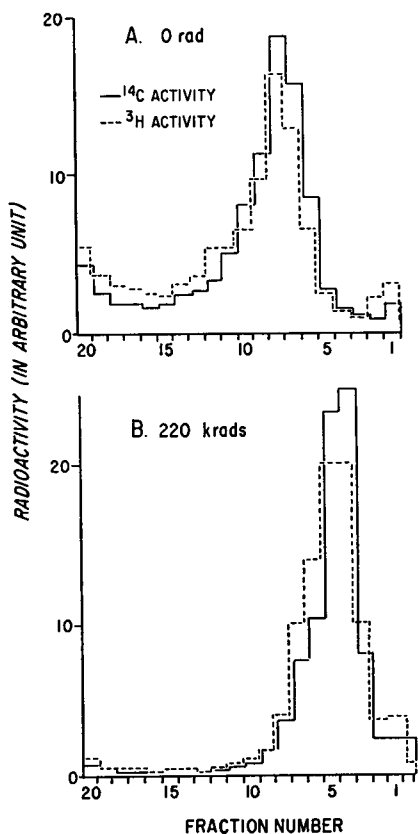 20
A. 0 rad
14C ACTIVITY
3H ACTIVITY
10
0
20 15 10 5 1
RADIOACTIVITY (IN ARBITRARY UNIT)
B. 220 krads
20
10
0
20 15 10 5 1
FRACTION NUMBER